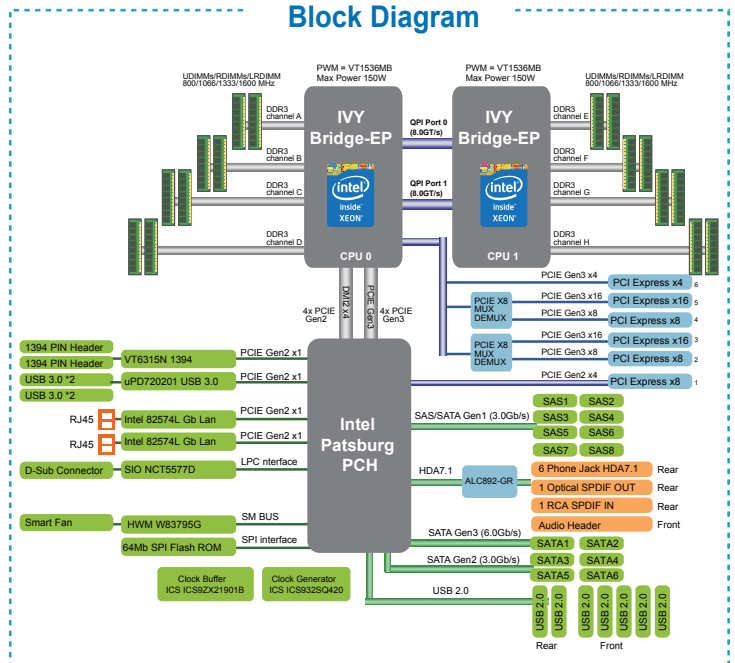 Block Diagram
PWM = VT1536MB
Max Power 150W
PWM = VT1536MB
Max Power 150W
UDIMMs/RDIMMs/LRDIMM
800/1066/1333/1600 MHz
UDIMMs/RDIMMs/LRDIMM
800/1066/1333/1600 MHz
DDR3
channel A
DDR3
channel B
DDR3
channel C
DDR3
channel D
IVY
Bridge-EP
intel
inside
XEON
CPU 0
QPI Port 0
(8.0GT/s)
QPI Port 1
(8.0GT/s)
IVY
Bridge-EP
intel
inside
XEON
CPU 1
DDR3
channel E
DDR3
channel F
DDR3
channel G
DDR3
channel H
4x PCIE
Gen2
DMI2 x4
PCIE Gen3
4x PCIE
Gen3
PCIE Gen3 x4
PCI Express x4 6
PCIE X8
MUX
DEMUX
PCIE Gen3 x16
PCI Express x16 5
PCIE Gen3 x8
PCI Express x8 4
PCIE X8
MUX
DEMUX
PCIE Gen3 x16
PCI Express x16 3
PCIE Gen3 x8
PCI Express x8 2
PCIE Gen2 x4
PCI Express x8 1
1394 PIN Header
1394 PIN Header
VT6315N 1394
PCIE Gen2 x1
USB 3.0 *2
USB 3.0 *2
uPD720201 USB 3.0
PCIE Gen2 x1
RJ45
Intel 82574L Gb Lan
PCIE Gen2 x1
RJ45
Intel 82574L Gb Lan
PCIE Gen2 x1
D-Sub Connector
SIO NCT5577D
LPC nterface
Smart Fan
HWM W83795G
SM BUS
64Mb SPI Flash ROM
SPI interface
Clock Buffer
ICS ICS9ZX21901B
Clock Generator
ICS ICS932SQ420
Intel
Patsburg
PCH
SAS/SATA Gen1 (3.0Gb/s)
SAS1 SAS2
SAS3 SAS4
SAS5 SAS6
SAS7 SAS8
HDA7.1
ALC892-GR
6 Phone Jack HDA7.1 Rear
1 Optical SPDIF OUT Rear
1 RCA SPDIF IN Rear
Audio Header Front
SATA Gen3 (6.0Gb/s)
SATA1 SATA2
SATA Gen2 (3.0Gb/s)
SATA3 SATA4
SATA5 SATA6
USB 2.0
USB 2.0
USB 2.0
USB 2.0
USB 2.0
USB 2.0
USB 2.0
USB 2.0
Rear
Front